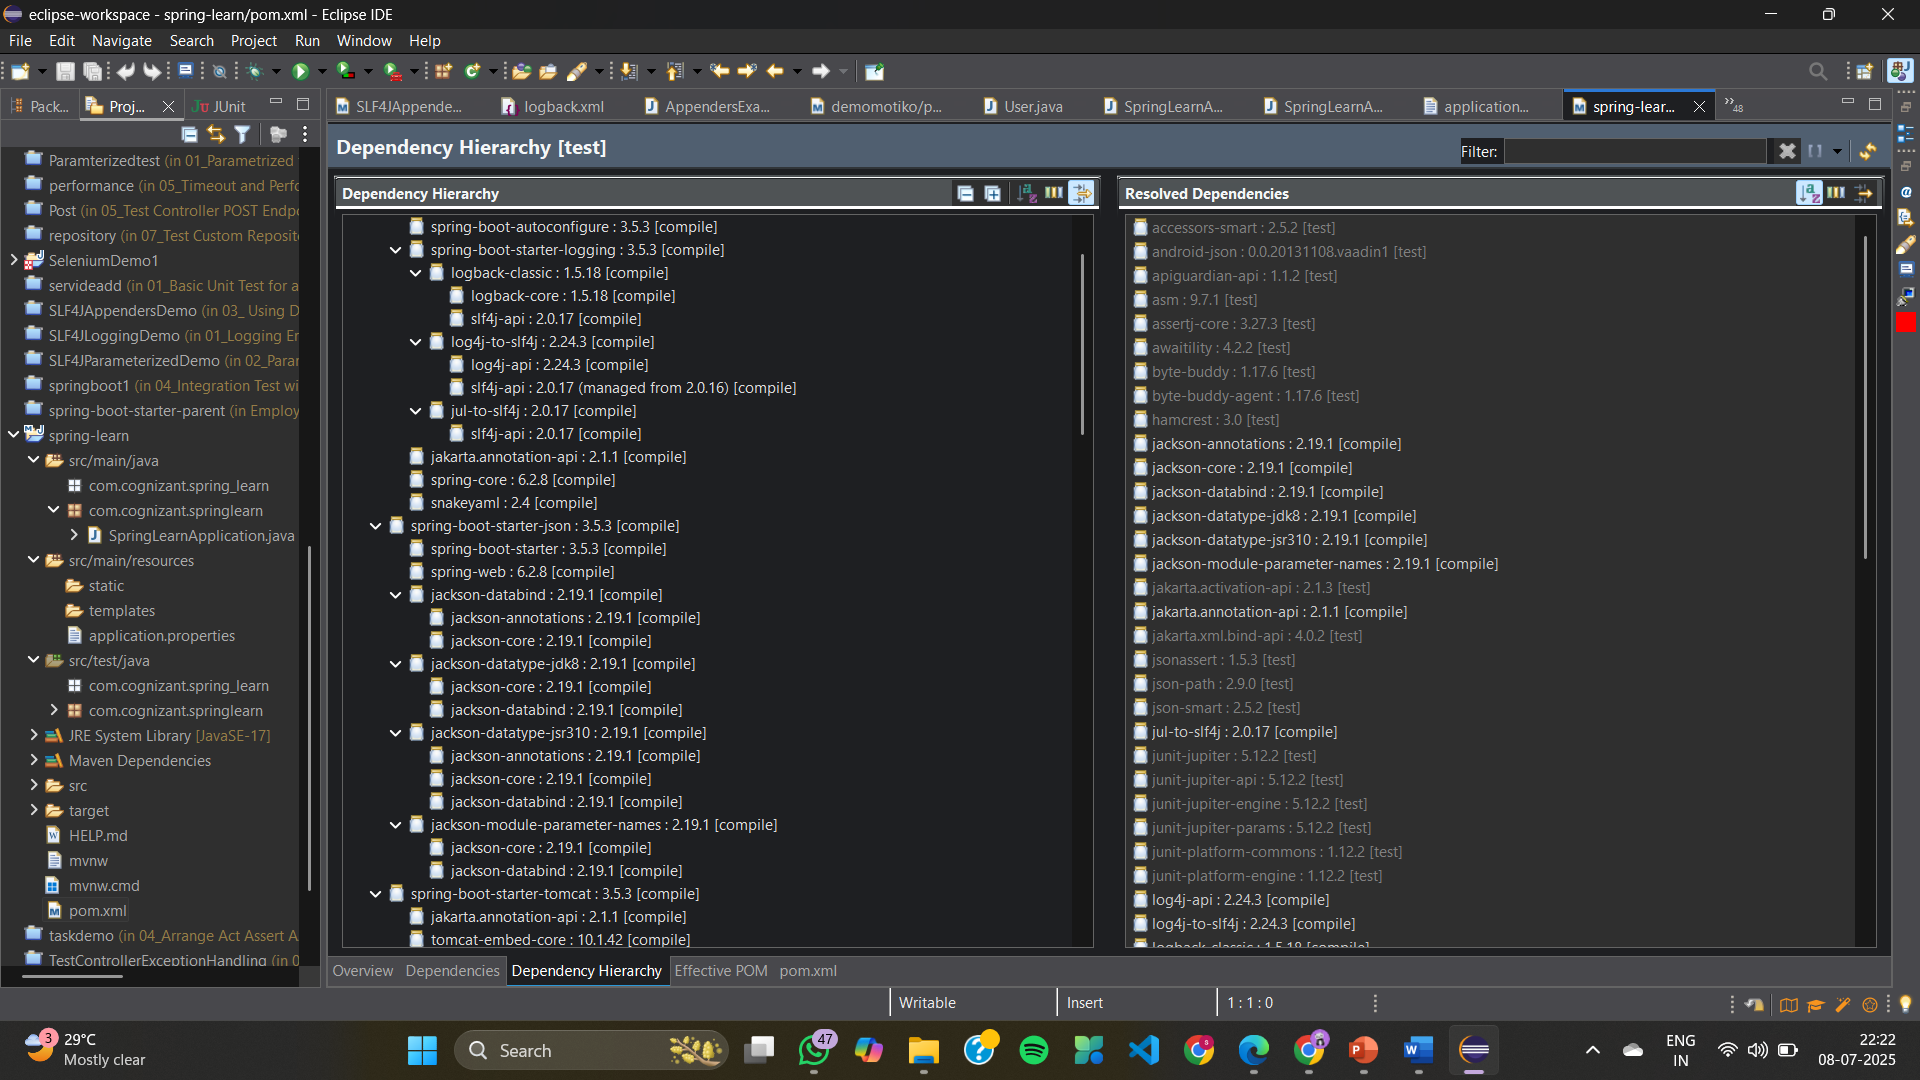 eclipse-workspace - spring-learn/pom.xml - Eclipse IDE
File Edit Navigate Search Project Run Window Help
Pack... Proj... JUnit
SLF4JAppende... logback.xml AppendersExa... demomotiko/p... User.java SpringLearnA... SpringLearnA... application... spring-lear... »48
Paramterizedtest (in 01_Parametrized
performance (in 05_Timeout and Perfc
Post (in 05_Test Controller POST Endpo
repository (in 07_Test Custom Reposit
SeleniumDemo1
servideadd (in 01_Basic Unit Test for a
SLF4JAppendersDemo (in 03_ Using D
SLF4JLoggingDemo (in 01_Logging Er
SLF4JParameterizedDemo (in 02_Parar
springboot1 (in 04_Integration Test wi
spring-boot-starter-parent (in Employ
spring-learn
src/main/java
com.cognizant.spring_learn
com.cognizant.springlearn
SpringLearnApplication.java
src/main/resources
static
templates
application.properties
src/test/java
com.cognizant.spring_learn
com.cognizant.springlearn
JRE System Library [JavaSE-17]
Maven Dependencies
src
target
HELP.md
mvnw
mvnw.cmd
pom.xml
taskdemo (in 04_Arrange Act Assert A
TestControllerExceptionHandling (in 0
Dependency Hierarchy [test]
Filter:
Dependency Hierarchy
spring-boot-autoconfigure : 3.5.3 [compile]
spring-boot-starter-logging : 3.5.3 [compile]
logback-classic : 1.5.18 [compile]
logback-core : 1.5.18 [compile]
slf4j-api : 2.0.17 [compile]
log4j-to-slf4j : 2.24.3 [compile]
log4j-api : 2.24.3 [compile]
slf4j-api : 2.0.17 (managed from 2.0.16) [compile]
jul-to-slf4j : 2.0.17 [compile]
slf4j-api : 2.0.17 [compile]
jakarta.annotation-api : 2.1.1 [compile]
spring-core : 6.2.8 [compile]
snakeyaml : 2.4 [compile]
spring-boot-starter-json : 3.5.3 [compile]
spring-boot-starter : 3.5.3 [compile]
spring-web : 6.2.8 [compile]
jackson-databind : 2.19.1 [compile]
jackson-annotations : 2.19.1 [compile]
jackson-core : 2.19.1 [compile]
jackson-datatype-jdk8 : 2.19.1 [compile]
jackson-core : 2.19.1 [compile]
jackson-databind : 2.19.1 [compile]
jackson-datatype-jsr310 : 2.19.1 [compile]
jackson-annotations : 2.19.1 [compile]
jackson-core : 2.19.1 [compile]
jackson-databind : 2.19.1 [compile]
jackson-module-parameter-names : 2.19.1 [compile]
jackson-core : 2.19.1 [compile]
jackson-databind : 2.19.1 [compile]
spring-boot-starter-tomcat : 3.5.3 [compile]
jakarta.annotation-api : 2.1.1 [compile]
tomcat-embed-core : 10.1.42 [compile]
Resolved Dependencies
accessors-smart : 2.5.2 [test]
android-json : 0.0.20131108.vaadin1 [test]
apiguardian-api : 1.1.2 [test]
asm : 9.7.1 [test]
assertj-core : 3.27.3 [test]
awaitility : 4.2.2 [test]
byte-buddy : 1.17.6 [test]
byte-buddy-agent : 1.17.6 [test]
hamcrest : 3.0 [test]
jackson-annotations : 2.19.1 [compile]
jackson-core : 2.19.1 [compile]
jackson-databind : 2.19.1 [compile]
jackson-datatype-jdk8 : 2.19.1 [compile]
jackson-datatype-jsr310 : 2.19.1 [compile]
jackson-module-parameter-names : 2.19.1 [compile]
jakarta.activation-api : 2.1.3 [test]
jakarta.annotation-api : 2.1.1 [compile]
jakarta.xml.bind-api : 4.0.2 [test]
jsonassert : 1.5.3 [test]
json-path : 2.9.0 [test]
json-smart : 2.5.2 [test]
jul-to-slf4j : 2.0.17 [compile]
junit-jupiter : 5.12.2 [test]
junit-jupiter-api : 5.12.2 [test]
junit-jupiter-engine : 5.12.2 [test]
junit-jupiter-params : 5.12.2 [test]
junit-platform-commons : 1.12.2 [test]
junit-platform-engine : 1.12.2 [test]
log4j-api : 2.24.3 [compile]
log4j-to-slf4j : 2.24.3 [compile]
logback-classic : 1.5.18 [compile]
Overview Dependencies Dependency Hierarchy Effective POM pom.xml
Writable Insert 1 : 1 : 0
3 29°C
Mostly clear
Search
47
ENG
IN
22:22
08-07-2025